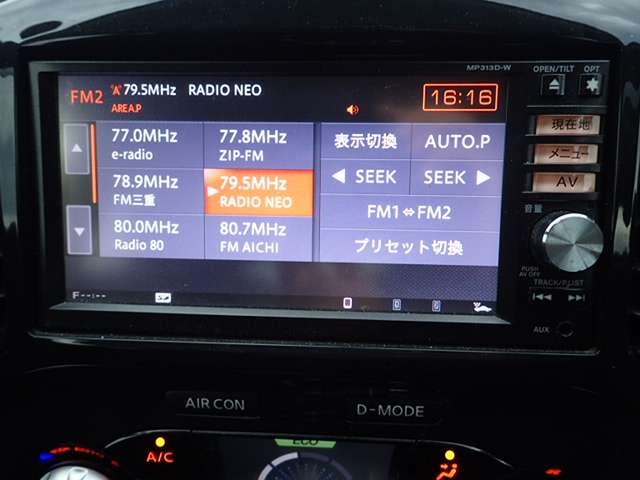 MP313D-W
OPEN/TILT OPT
FM2 'A' 79.5MHz RADIO NEO
AREA.P
16:16
77.0MHz
e-radio
77.8MHz
ZIP-FM
表示切換
AUTO.P
78.9MHz
FM三重
79.5MHz
RADIO NEO
◀ SEEK
SEEK ▶
80.0MHz
Radio 80
80.7MHz
FM AICHI
FM1⇔FM2
プリセット切換
現在地
メニュー
AV
音量
PUSH
AV OFF
TRACK/P.LIST
AUX
F--:--
SD
AIR CON
D-MODE
ECO
A/C